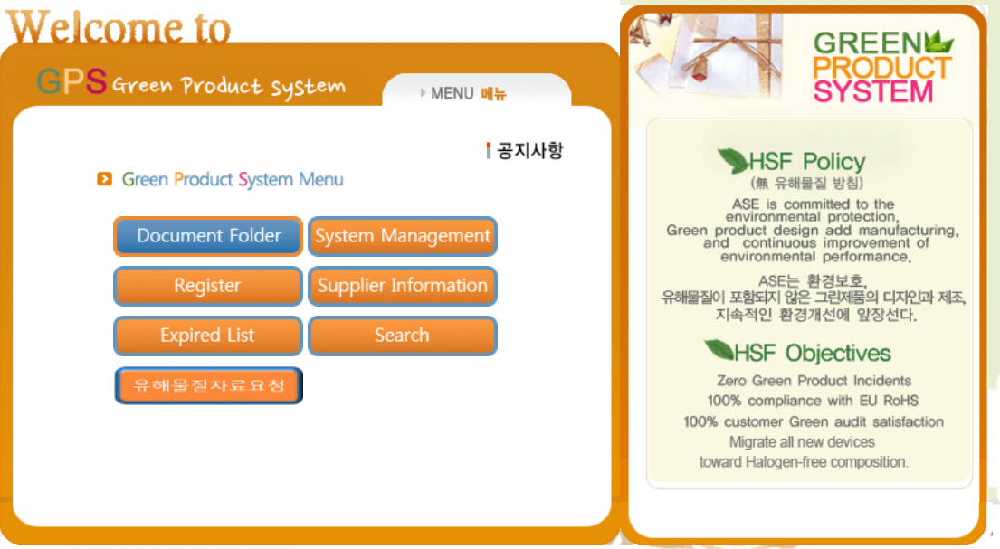 Welcome to
GPS Green Product system
MENU 메뉴
공지사항
Green Product System Menu
Document Folder
System Management
Register
Supplier Information
Expired List
Search
유해물질자료요청
GREEN
PRODUCT
SYSTEM
HSF Policy
(無 유해물질 방침)
ASE is committed to the
environmental protection,
Green product design add manufacturing,
and continuous improvement of
environmental performance.
ASE는 환경보호,
유해물질이 포함되지 않은 그린제품의 디자인과 제조,
지속적인 환경개선에 앞장선다.
HSF Objectives
Zero Green Product Incidents
100% compliance with EU RoHS
100% customer Green audit satisfaction
Migrate all new devices
toward Halogen-free composition.